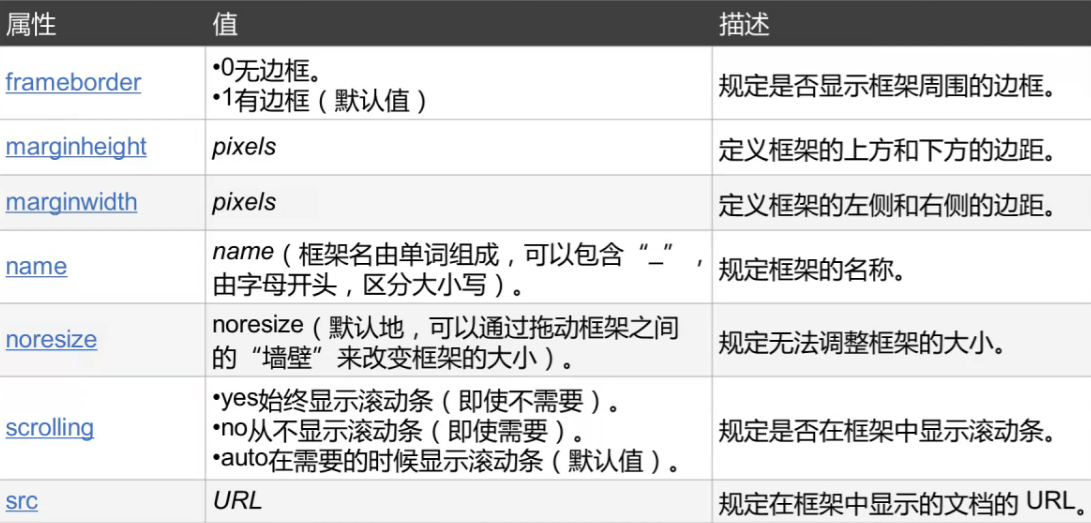 属性 值 描述
frameborder •0无边框。 规定是否显示框架周围的边框。
•1有边框（默认值）
marginheight pixels 定义框架的上方和下方的边距。
marginwidth pixels 定义框架的左侧和右侧的边距。
name name（框架名由单词组成，可以包含“_”， 规定框架的名称。
由字母开头，区分大小写）。
noresize noresize（默认地，可以通过拖动框架之间 规定无法调整框架的大小。
的“墙壁”来改变框架的大小）。
scrolling •yes始终显示滚动条（即使不需要）。 规定是否在框架中显示滚动条。
•no从不显示滚动条（即使需要）。
•auto在需要的时候显示滚动条（默认值）。
src URL 规定在框架中显示的文档的 URL。